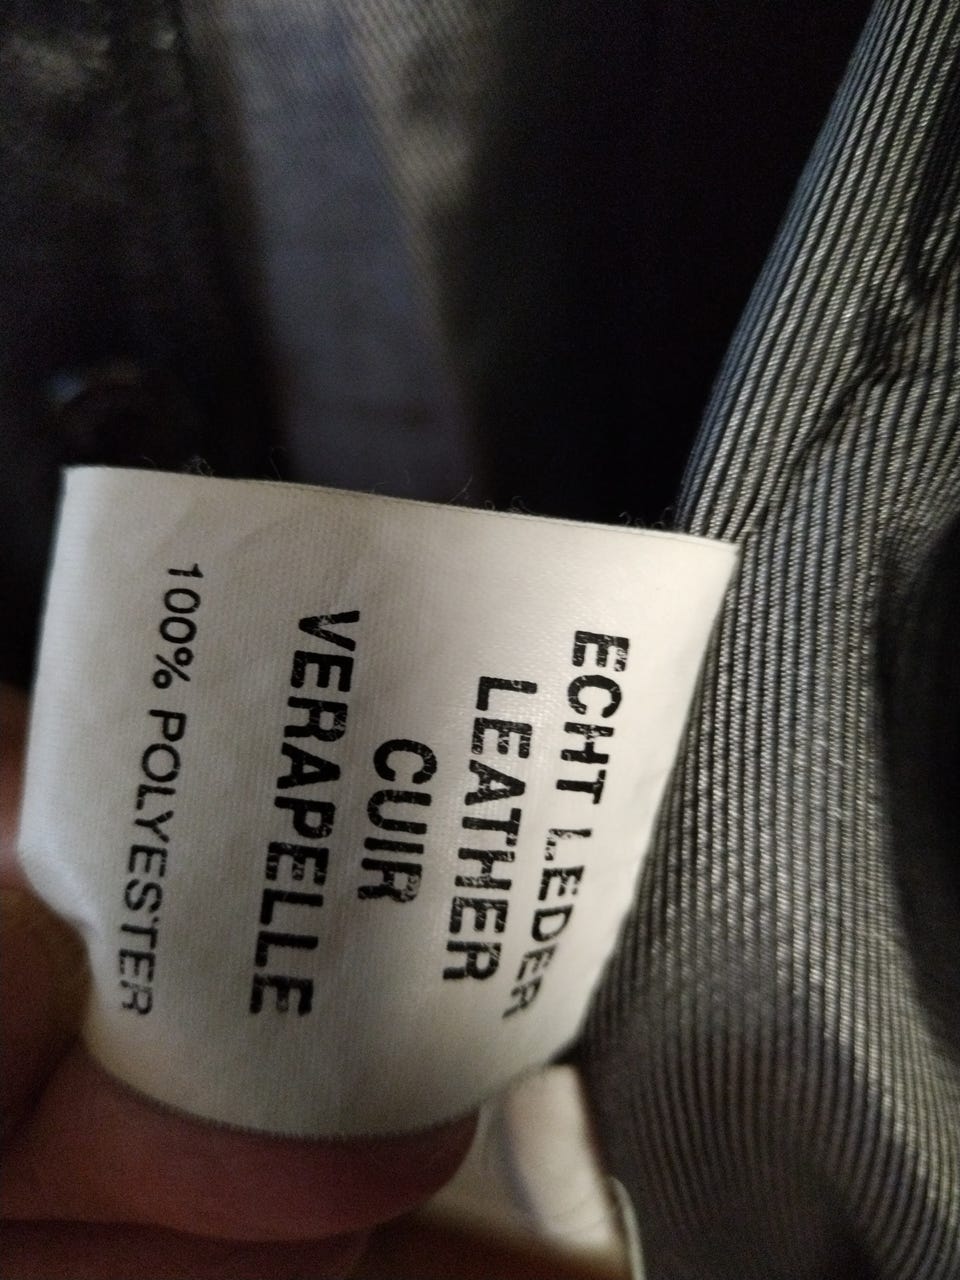 ECHT LEDER
LEATHER
CUIR
VERAPELLE
100% POLYESTER